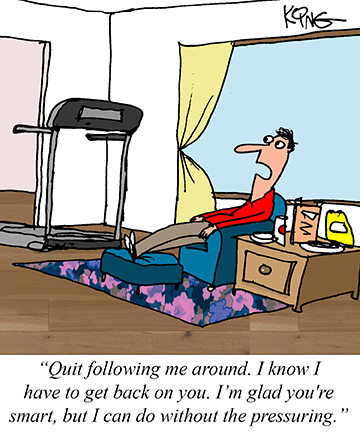 KONG
“Quit following me around. I know I
have to get back on you. I’m glad you're
smart, but I can do without the pressuring.”